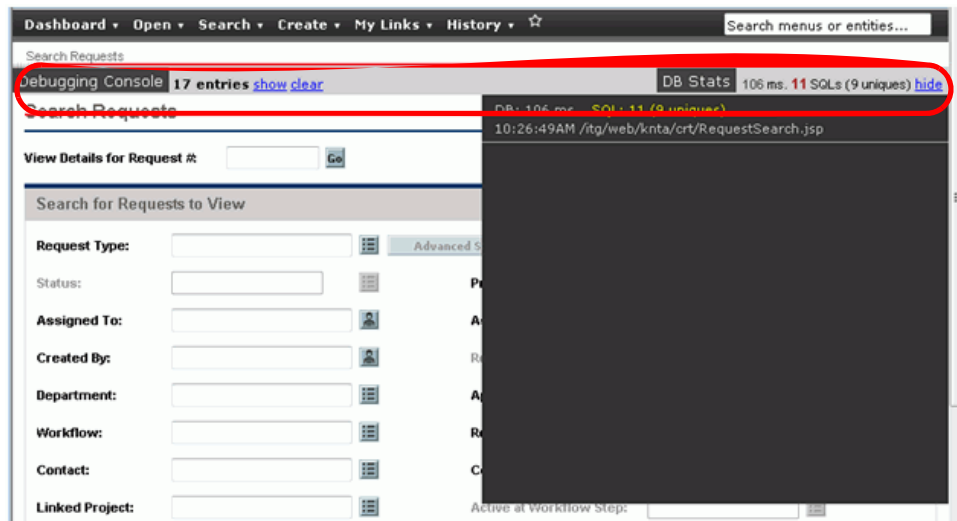 Dashboard ▾ Open ▾ Search ▾ Create ▾ My Links ▾ History ▾ ☆ Search menus or entities...
Search Requests
Debugging Console 17 entries show clear DB Stats 106 ms. 11 SQLs (9 uniques) hide
Search Requests
DB: 106 ms SQL: 11 (9 uniques)
10:26:49AM /itg/web/knta/crt/RequestSearch.jsp
View Details for Request #: Go
Search for Requests to View
Request Type: Advanced S
Status: P
Assigned To: A
Created By: R
Department: A
Workflow: R
Contact: C
Linked Project: Active at Workflow Step: